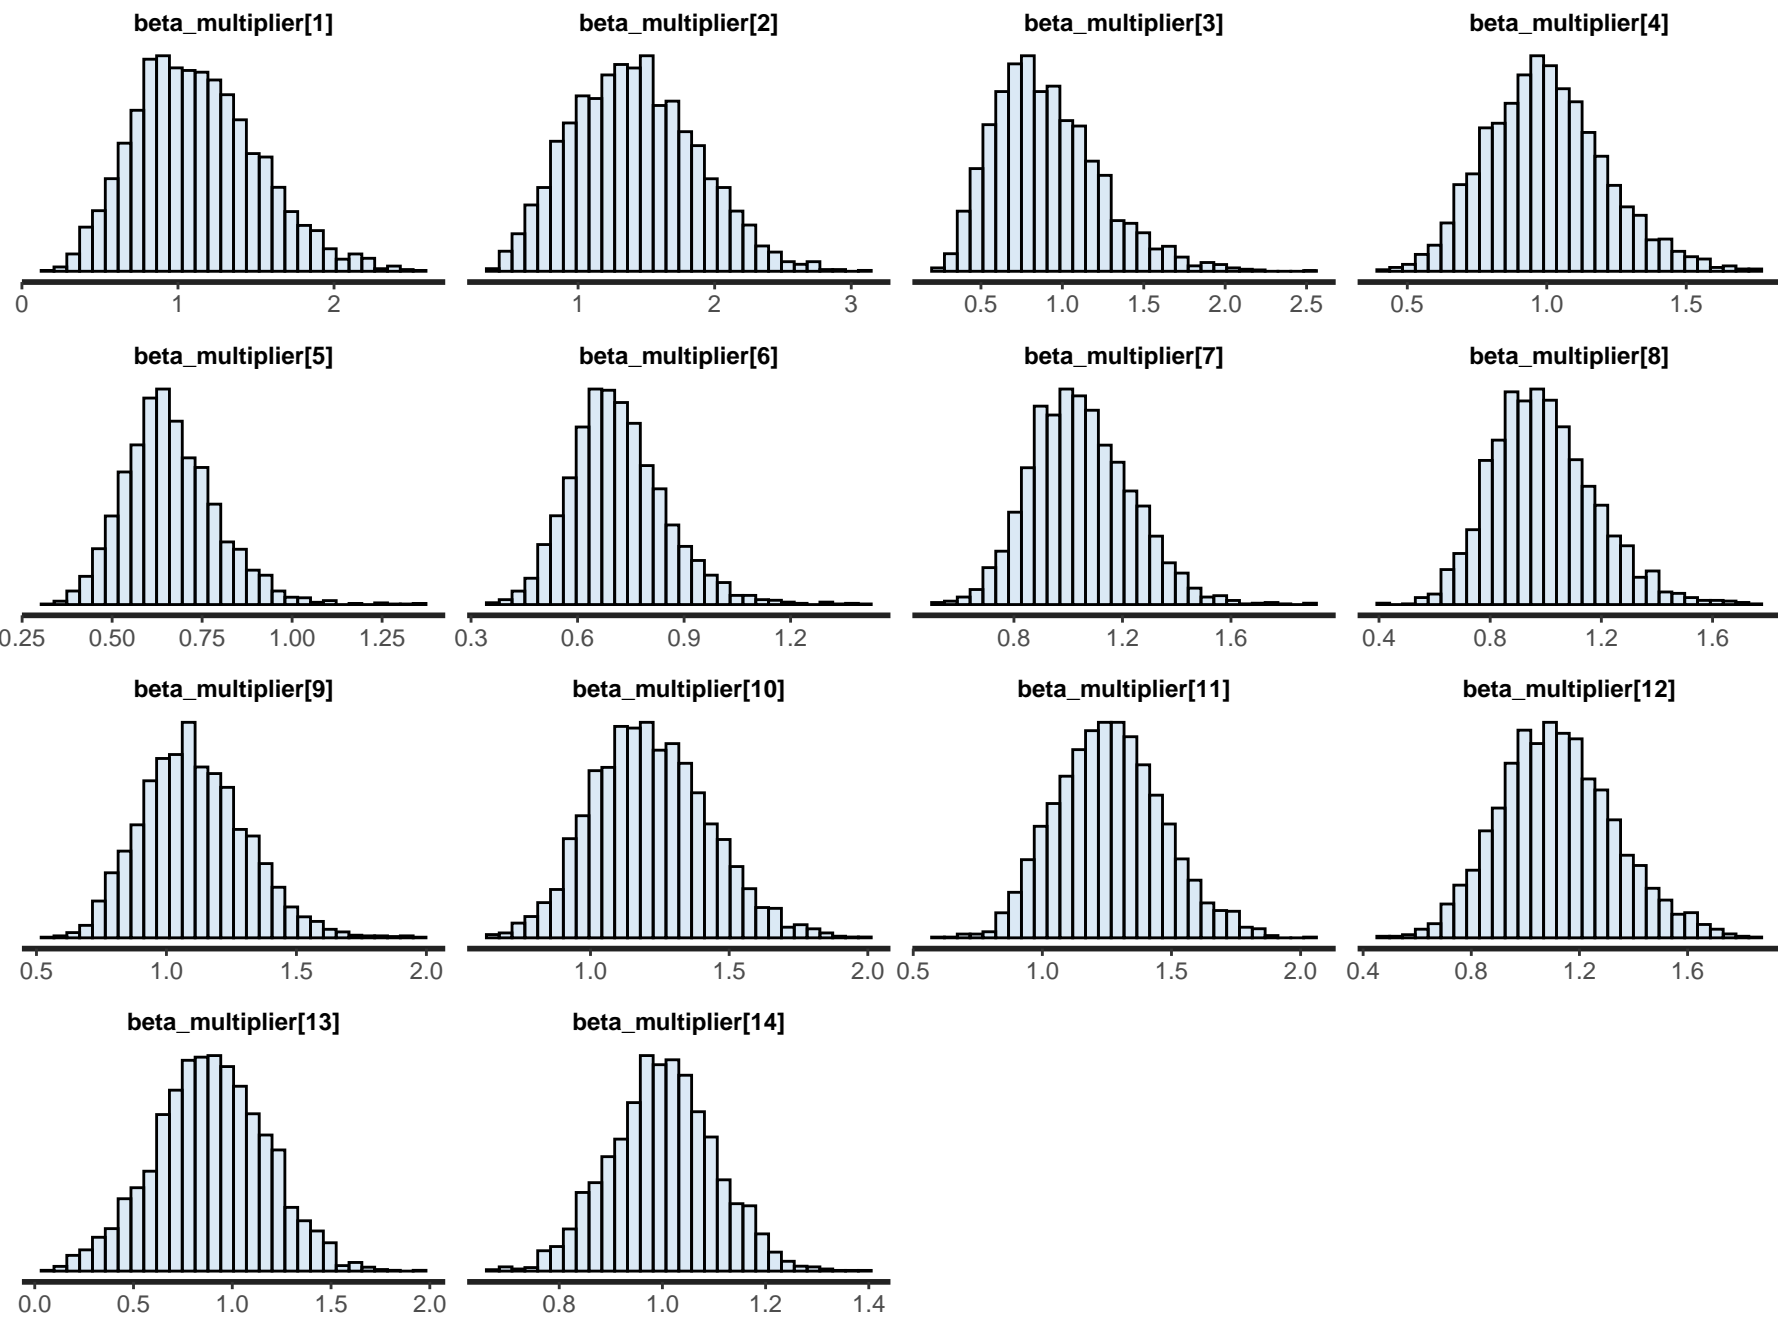 beta_multiplier[1] beta_multiplier[2] beta_multiplier[3] beta_multiplier[4]
0 1 2 1 2 3 0.5 1.0 1.5 2.0 2.5 0.5 1.0 1.5
beta_multiplier[5] beta_multiplier[6] beta_multiplier[7] beta_multiplier[8]
0.25 0.50 0.75 1.00 1.25 0.3 0.6 0.9 1.2 0.8 1.2 1.6 0.4 0.8 1.2 1.6
beta_multiplier[9] beta_multiplier[10] beta_multiplier[11] beta_multiplier[12]
0.5 1.0 1.5 2.0 1.0 1.5 2.0 0.5 1.0 1.5 2.0 0.4 0.8 1.2 1.6
beta_multiplier[13] beta_multiplier[14]
0.0 0.5 1.0 1.5 2.0 0.8 1.0 1.2 1.4